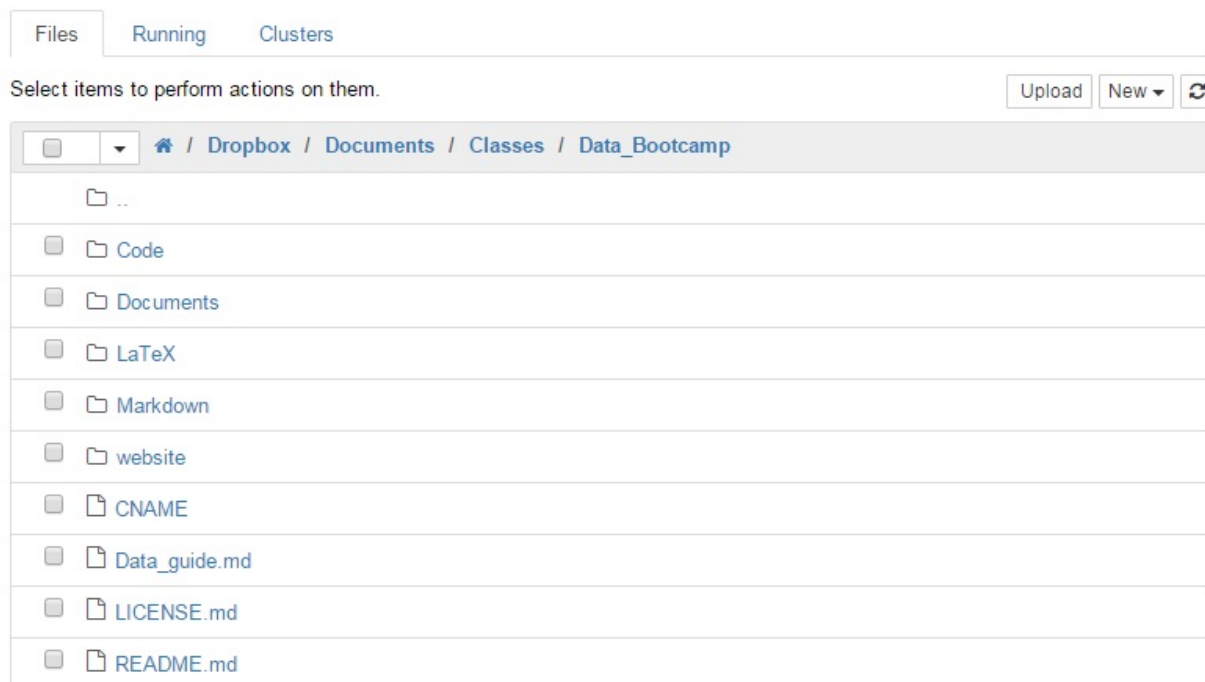 Files Running Clusters
Select items to perform actions on them. Upload New
/ Dropbox / Documents / Classes / Data_Bootcamp
..
Code
Documents
LaTeX
Markdown
website
CNAME
Data_guide.md
LICENSE.md
README.md